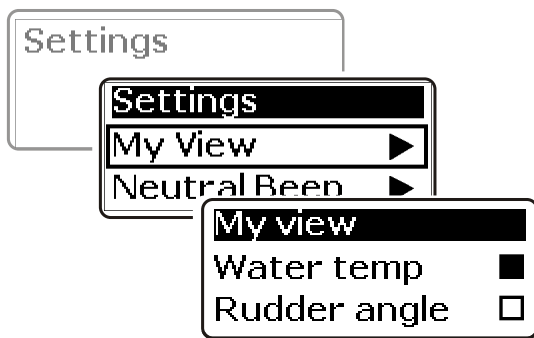 Settings
Settings
My View
Neutral Beep
My view
Water temp
Rudder angle